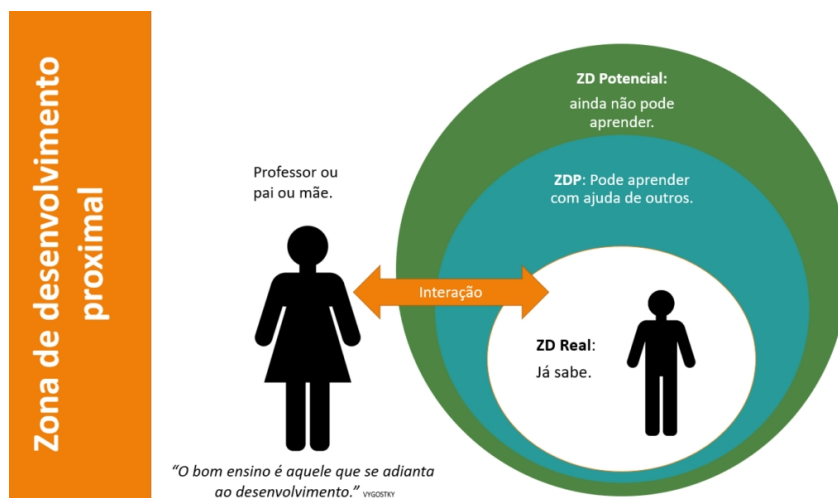 Zona de desenvolvimento
proximal
Professor ou
pai ou mãe.
ZD Potencial:
ainda não pode
aprender.
ZDP: Pode aprender
com ajuda de outros.
Interação
ZD Real:
Já sabe.
“O bom ensino é aquele que se adianta
ao desenvolvimento.” VYGOSTKY